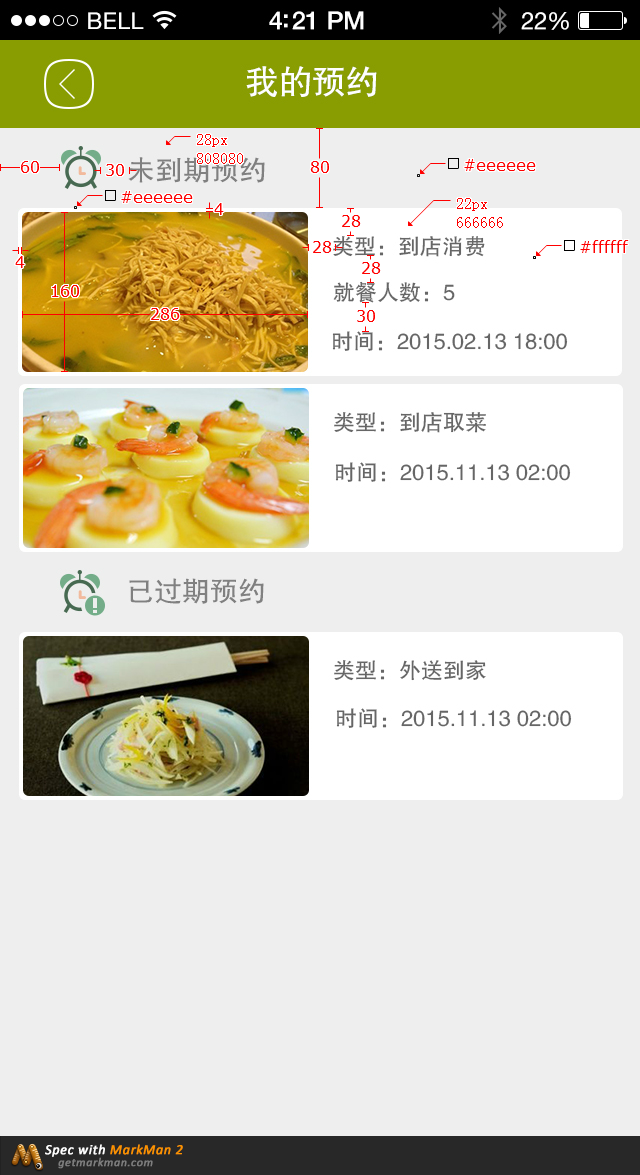 BELL 4:21 PM 22%
我的预约
28px
808080
60
30
未到期预约
80
#eeeeee
#eeeeee
4
22px
666666
28
4
28
类型：到店消费
#ffffff
28
160
286
就餐人数：5
30
时间：2015.02.13 18:00
类型：到店取菜
时间：2015.11.13 02:00
已过期预约
类型：外送到家
时间：2015.11.13 02:00
Spec with MarkMan 2
getmarkman.com